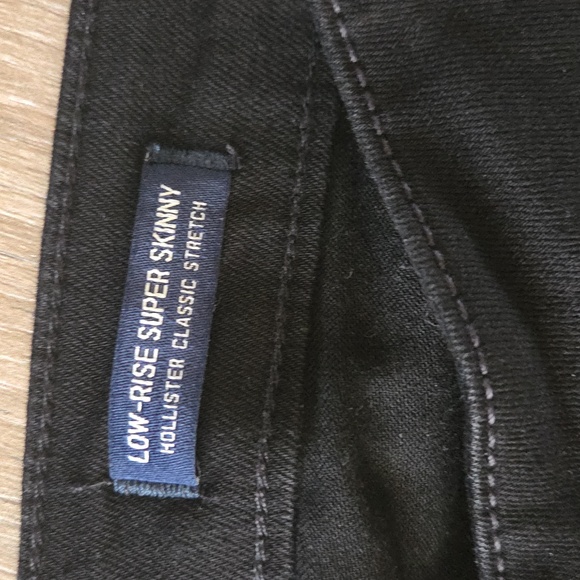 LOW-RISE SUPER SKINNY
HOLLISTER CLASSIC STRETCH